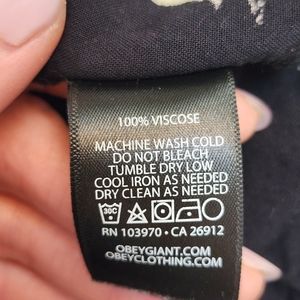 100% VISCOSE
MACHINE WASH COLD
DO NOT BLEACH
TUMBLE DRY LOW
COOL IRON AS NEEDED
DRY CLEAN AS NEEDED
30C
RN 103970 • CA 26912
OBEYGIANT.COM
OBEYCLOTHING.COM